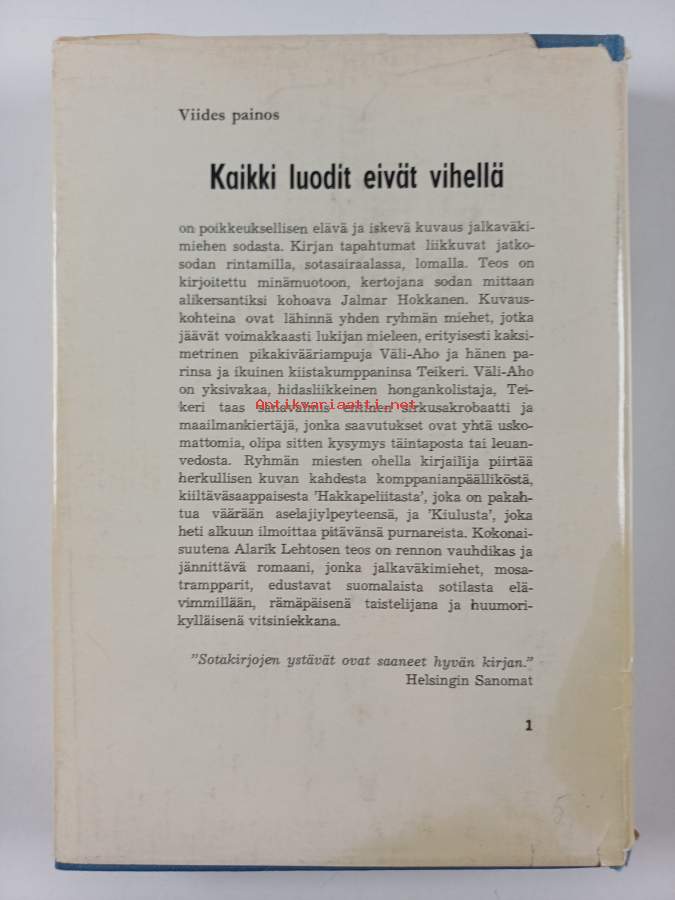 Viides painos
Kaikki luodit eivät vihellä
on poikkeuksellisen elävä ja iskevä kuvaus jalkaväki-
miehen sodasta. Kirjan tapahtumat liikkuvat jatko-
sodan rintamilla, sotasairaalassa, lomalla. Teos on
kirjoitettu minämuotoon, kertojana sodan mittaan
alikersantiksi kohoava Jalmar Hokkanen. Kuvaus-
kohteina ovat lähinnä yhden ryhmän miehet, jotka
jäävät voimakkaasti lukijan mieleen, erityisesti kaksi-
metrinen pikakivääriampuja Väli-Aho ja hänen pa-
rinsa ja ikuinen kiistakumppaninsa Teikeri. Väli-Aho
on yksivakaa, hidasliikkeinen hongankolistaja, Tei-
keri taas sanavalmis entinen sirkusakrobaatti ja
Antikvariaatti.net
maailmankiertäjä, jonka saavutukset ovat yhtä usko-
mattomia, olipa sitten kysymys täintaposta tai leuan-
vedosta. Ryhmän miesten ohella kirjailija piirtää
herkullisen kuvan kahdesta komppanianpäälliköstä,
kiiltäväsaappaisesta 'Hakkapeliitasta', joka on pakah-
tua väärään aselajiylpeyteensä, ja 'Kiulusta', joka
heti alkuun ilmoittaa pitävänsä purnareista. Kokonai-
suutena Alarik Lehtosen teos on rennon vauhdikas ja
jännittävä romaani, jonka jalkaväkimiehet, mosa-
trampparit, edustavat suomalaista sotilasta elä-
vimmillään, rämäpäisenä taistelijana ja huumori-
kylläisenä vitsiniekkana.
"Sotakirjojen ystävät ovat saaneet hyvän kirjan."
Helsingin Sanomat
1
5